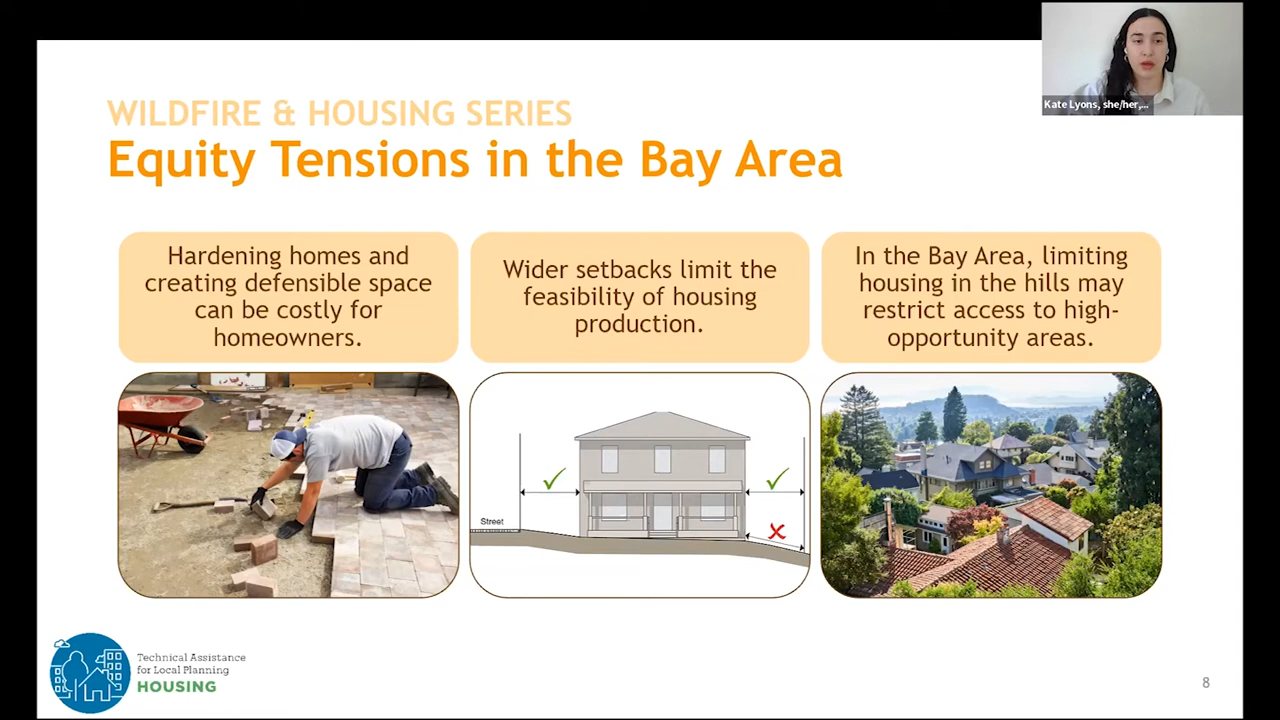 Kate Lyons, she/her,...
WILDFIRE & HOUSING SERIES
Equity Tensions in the Bay Area
Hardening homes and
creating defensible space
can be costly for
homeowners.
Wider setbacks limit the
feasibility of housing
production.
In the Bay Area, limiting
housing in the hills may
restrict access to high-
opportunity areas.
Street
Technical Assistance
for Local Planning
HOUSING
8